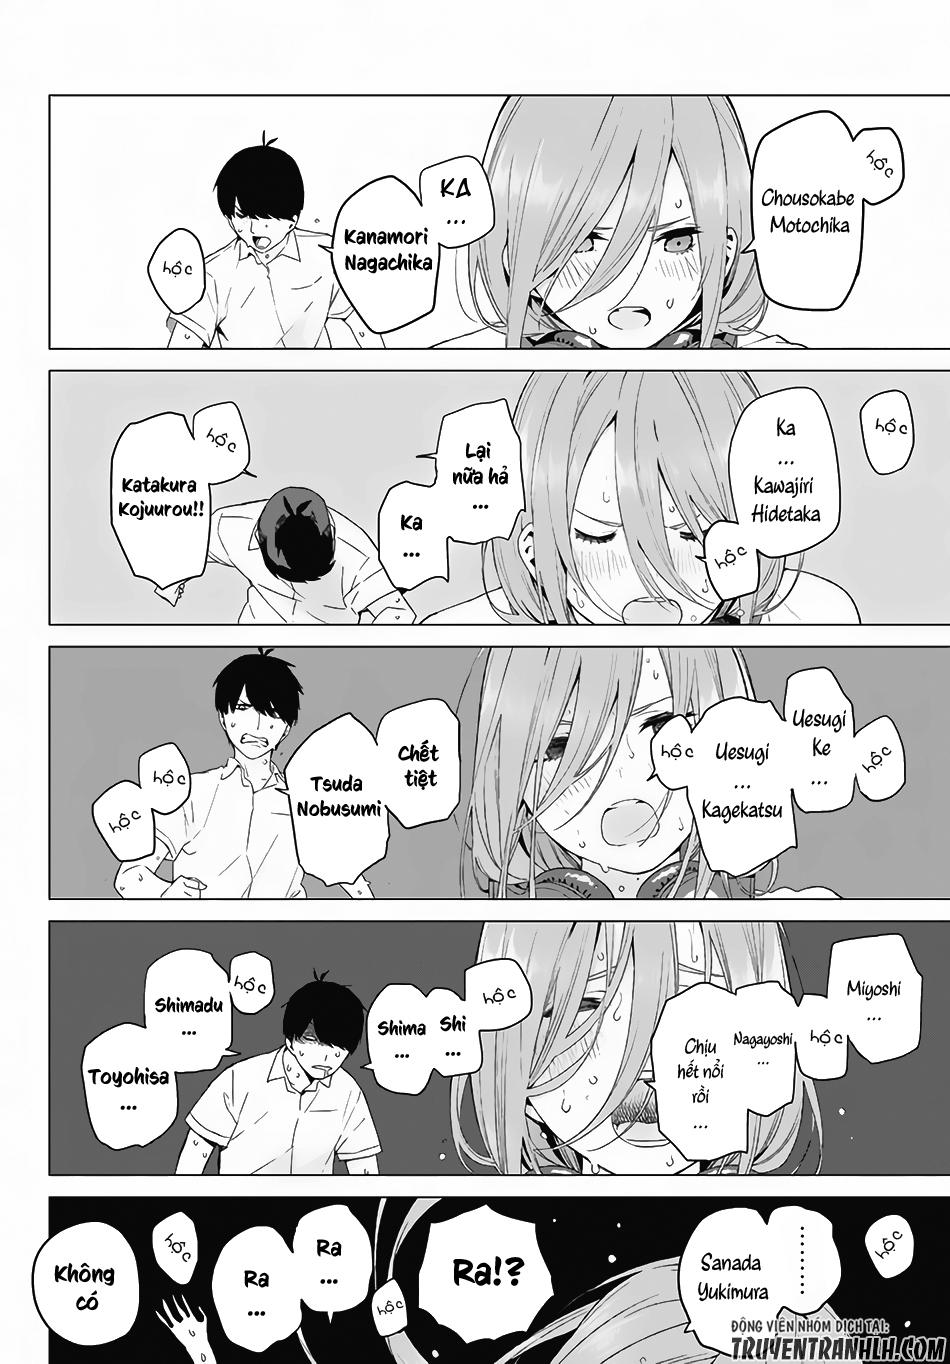 hộc
Chousokabe
Motochika
KA
...
Kanamori
Nagachika
hộc
hộc
Ka
...
Kawajiri
Hidetaka
hộc
Lại
nữa hả
...
Ka
...
hộc
Katakura
Kojuurou!!
hộc
Uesugi
Ke
...
Uesugi
...
Kagekatsu
hộc
Chết
tiệt
Tsuda
Nobusumi
hộc
hộc
Miyoshi
...
hộc
Nagayoshi
...
Chịu
hết nổi
rồi
...
hộc
Shi
...
Shima
...
hộc
Shimadu
...
Toyohisa
...
hộc
........
Sanada
Yukimura
Ra!?
hộc
Ra
...
Ra
...
hộc
Không
có
ĐỘNG VIÊN NHÓM DỊCH TẠI:
TRUYENTRANHLH.COM